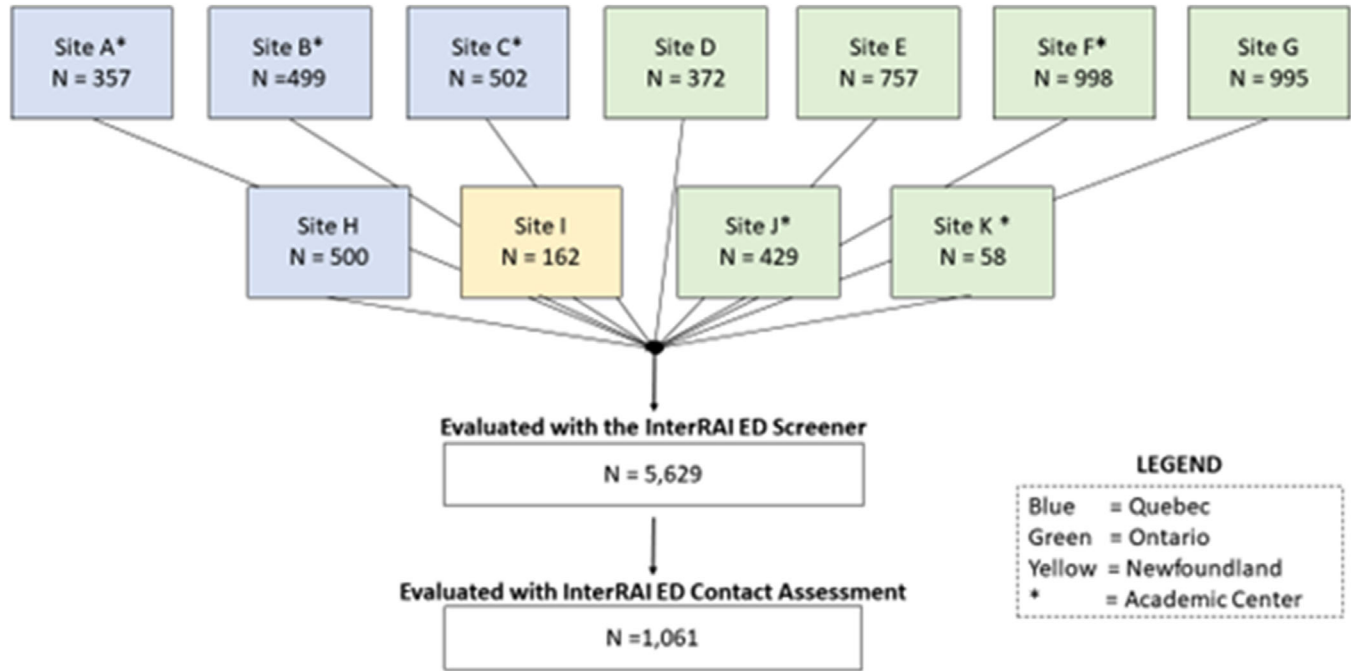 Site A*
N = 357
Site B*
N =499
Site C*
N = 502
Site D
N = 372
Site E
N = 757
Site F*
N = 998
Site G
N = 995
Site H
N = 500
Site I
N = 162
Site J*
N = 429
Site K *
N = 58
Evaluated with the InterRAI ED Screener
N = 5,629
Evaluated with InterRAI ED Contact Assessment
N =1,061
LEGEND
Blue = Quebec
Green = Ontario
Yellow = Newfoundland
* = Academic Center